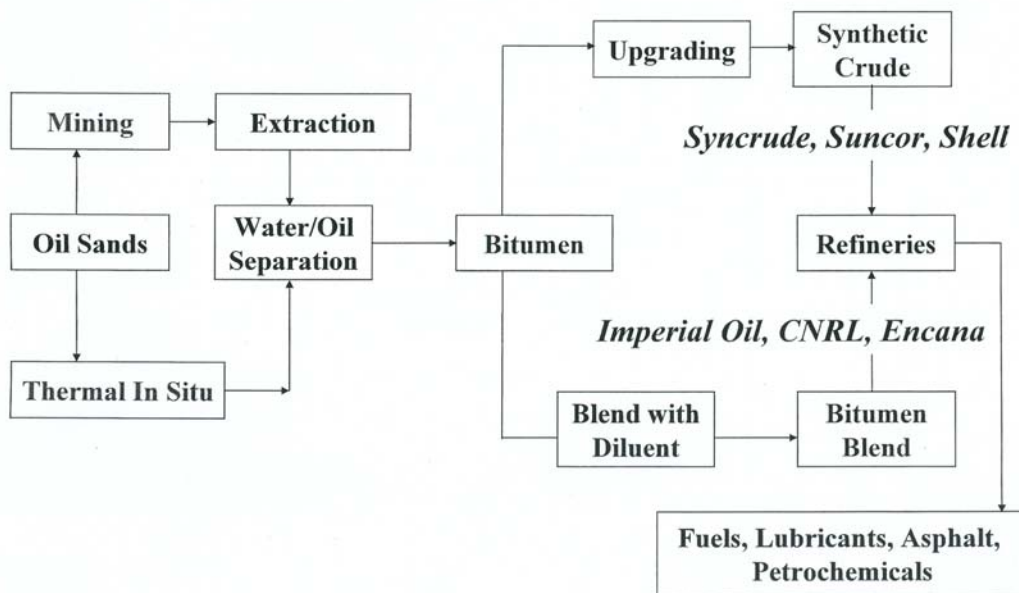 Upgrading
Synthetic
Crude
Mining
Extraction
Syncrude, Suncor, Shell
Oil Sands
Water/Oil
Separation
Bitumen
Refineries
Imperial Oil, CNRL, Encana
Thermal In Situ
Blend with
Diluent
Bitumen
Blend
Fuels, Lubricants, Asphalt,
Petrochemicals